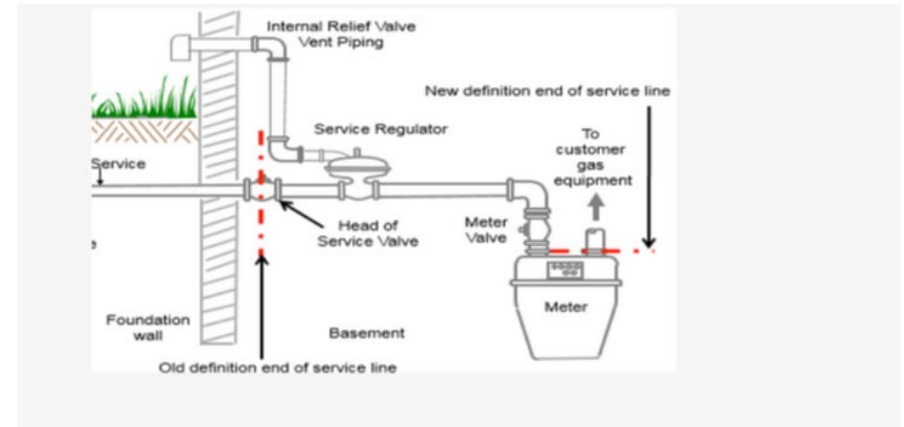 Internal Relief Valve
Vent Piping
New definition end of service line
Service Regulator
To
customer
gas
equipment
Service
Head of
Service Valve
Meter
Valve
Meter
Foundation
wall
Basement
Old definition end of service line